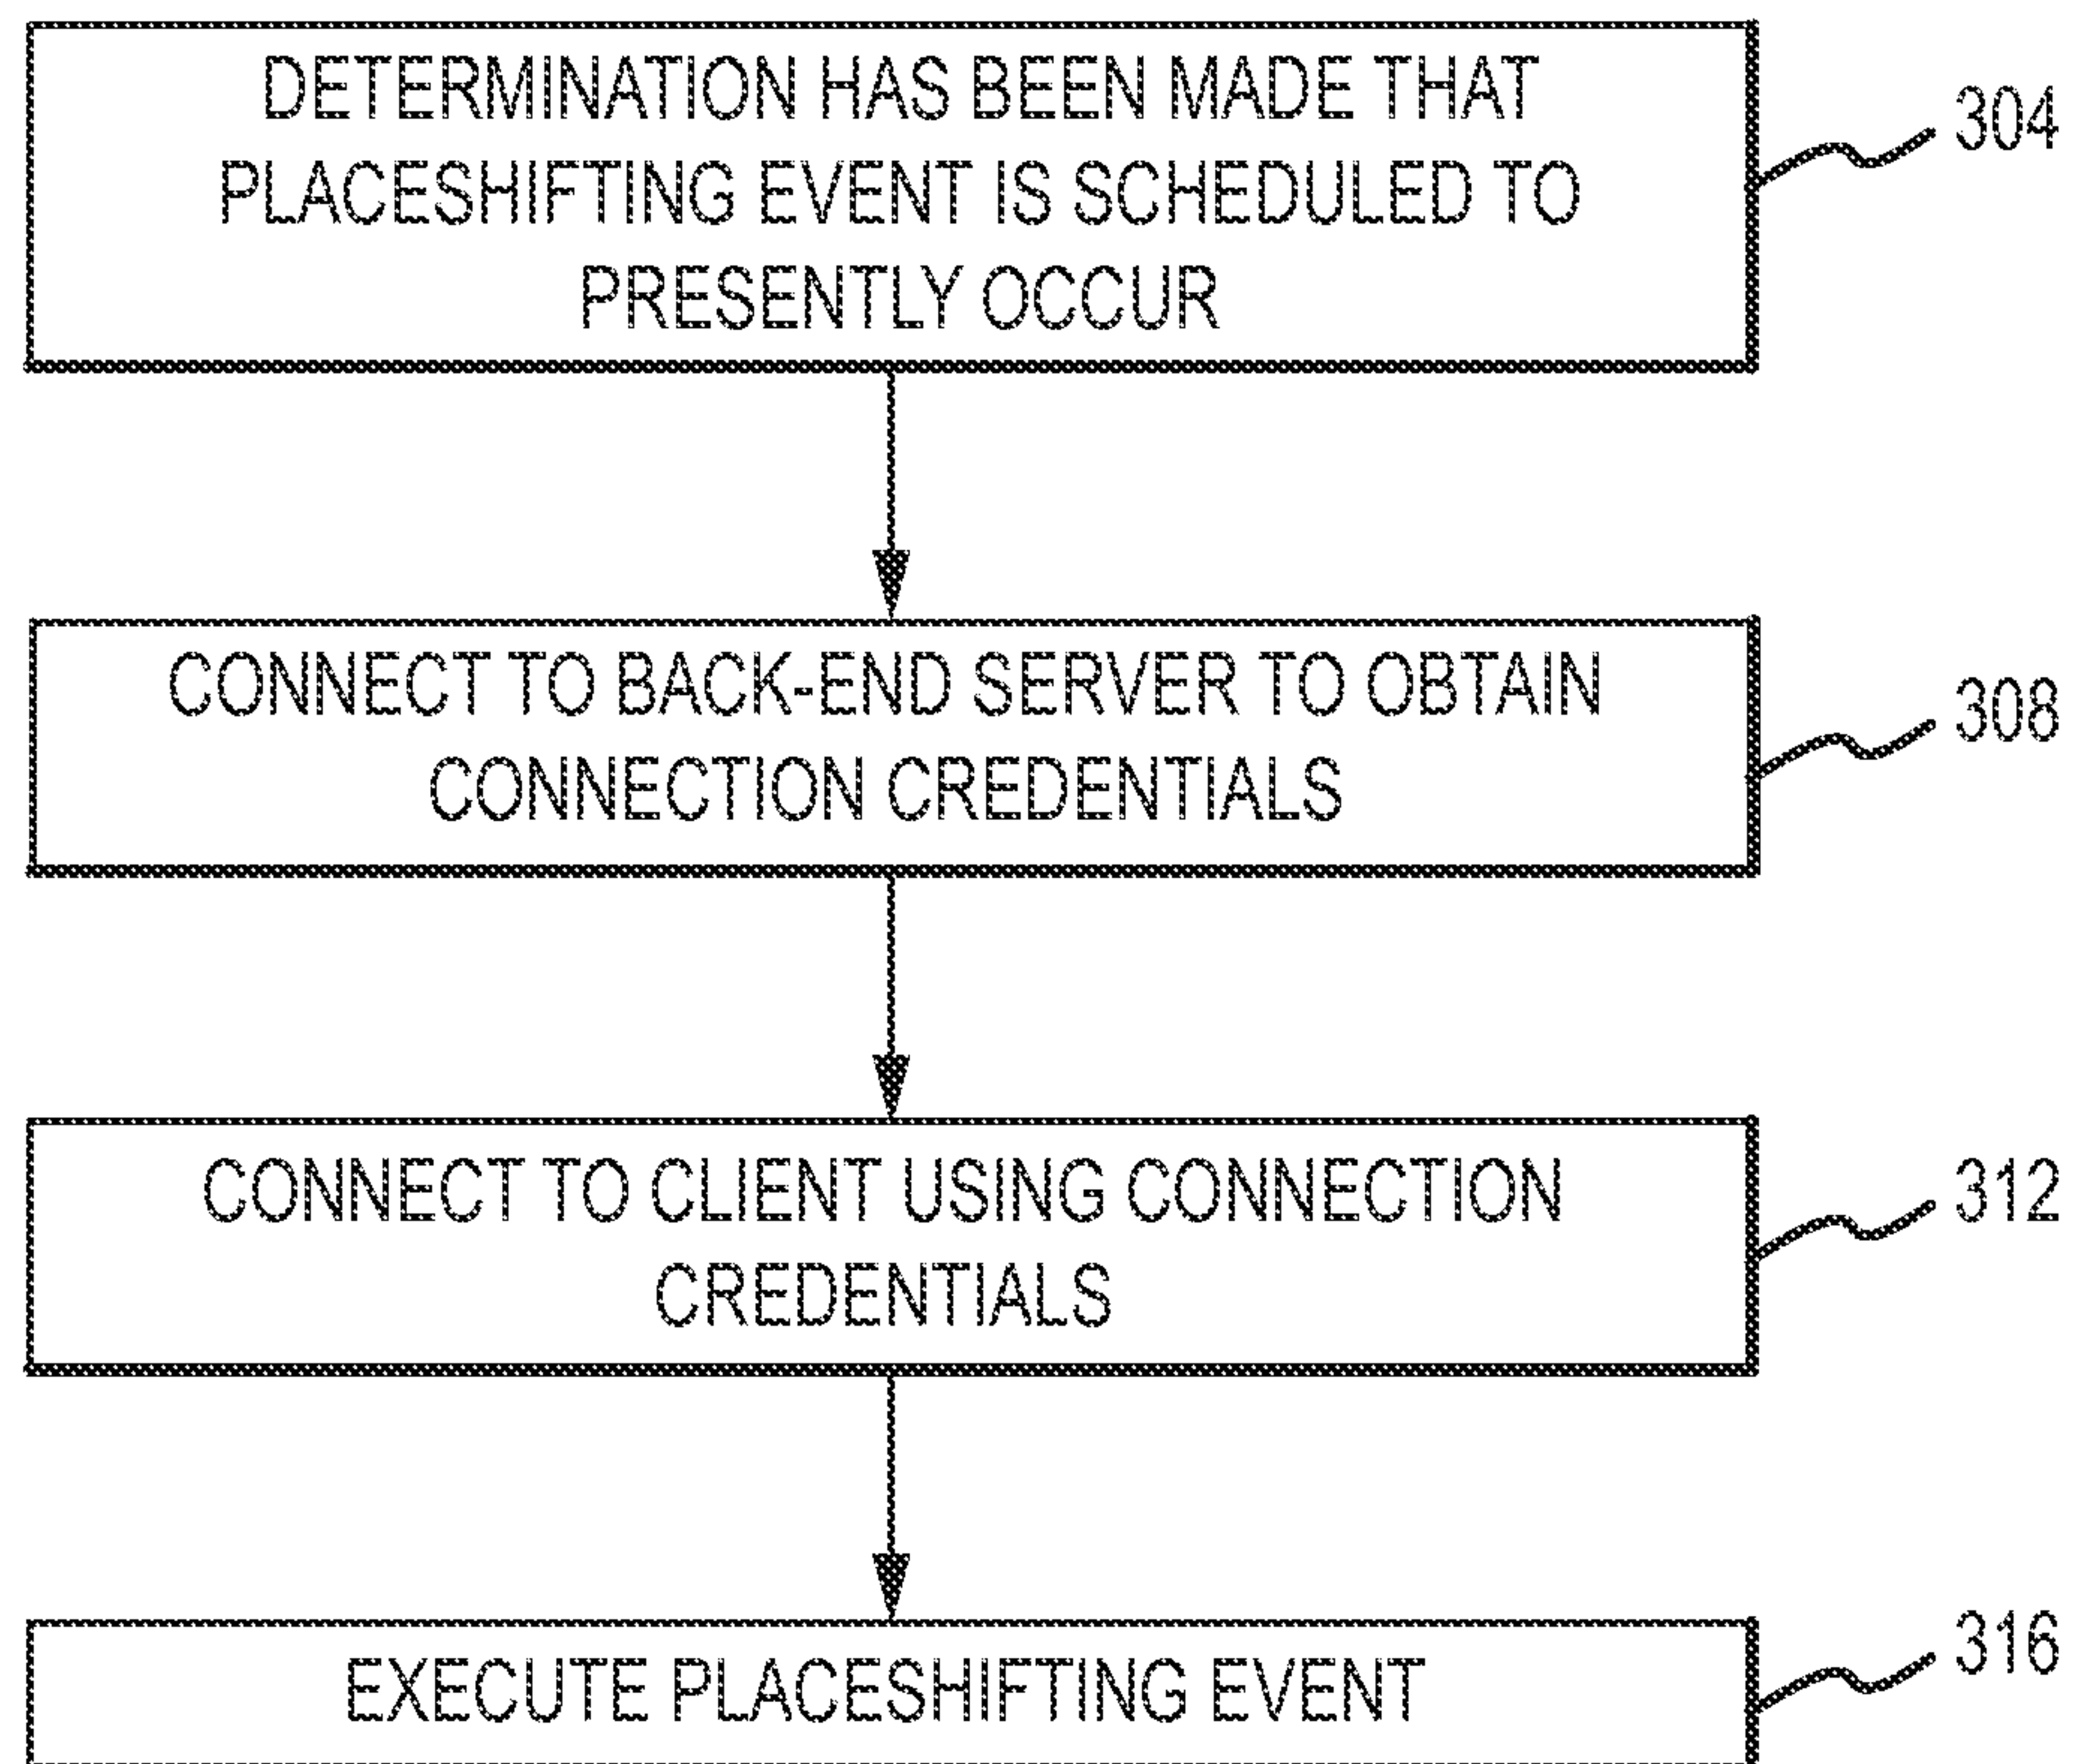 DETERMINATION HAS BEEN MADE THAT
PLACESHIFTING EVENT IS SCHEDULED TO
PRESENTLY OCCUR
304
CONNECT TO BACK-END SERVER TO OBTAIN
CONNECTION CREDENTIALS
308
CONNECT TO CLIENT USING CONNECTION
CREDENTIALS
312
EXECUTE PLACESHIFTING EVENT
316